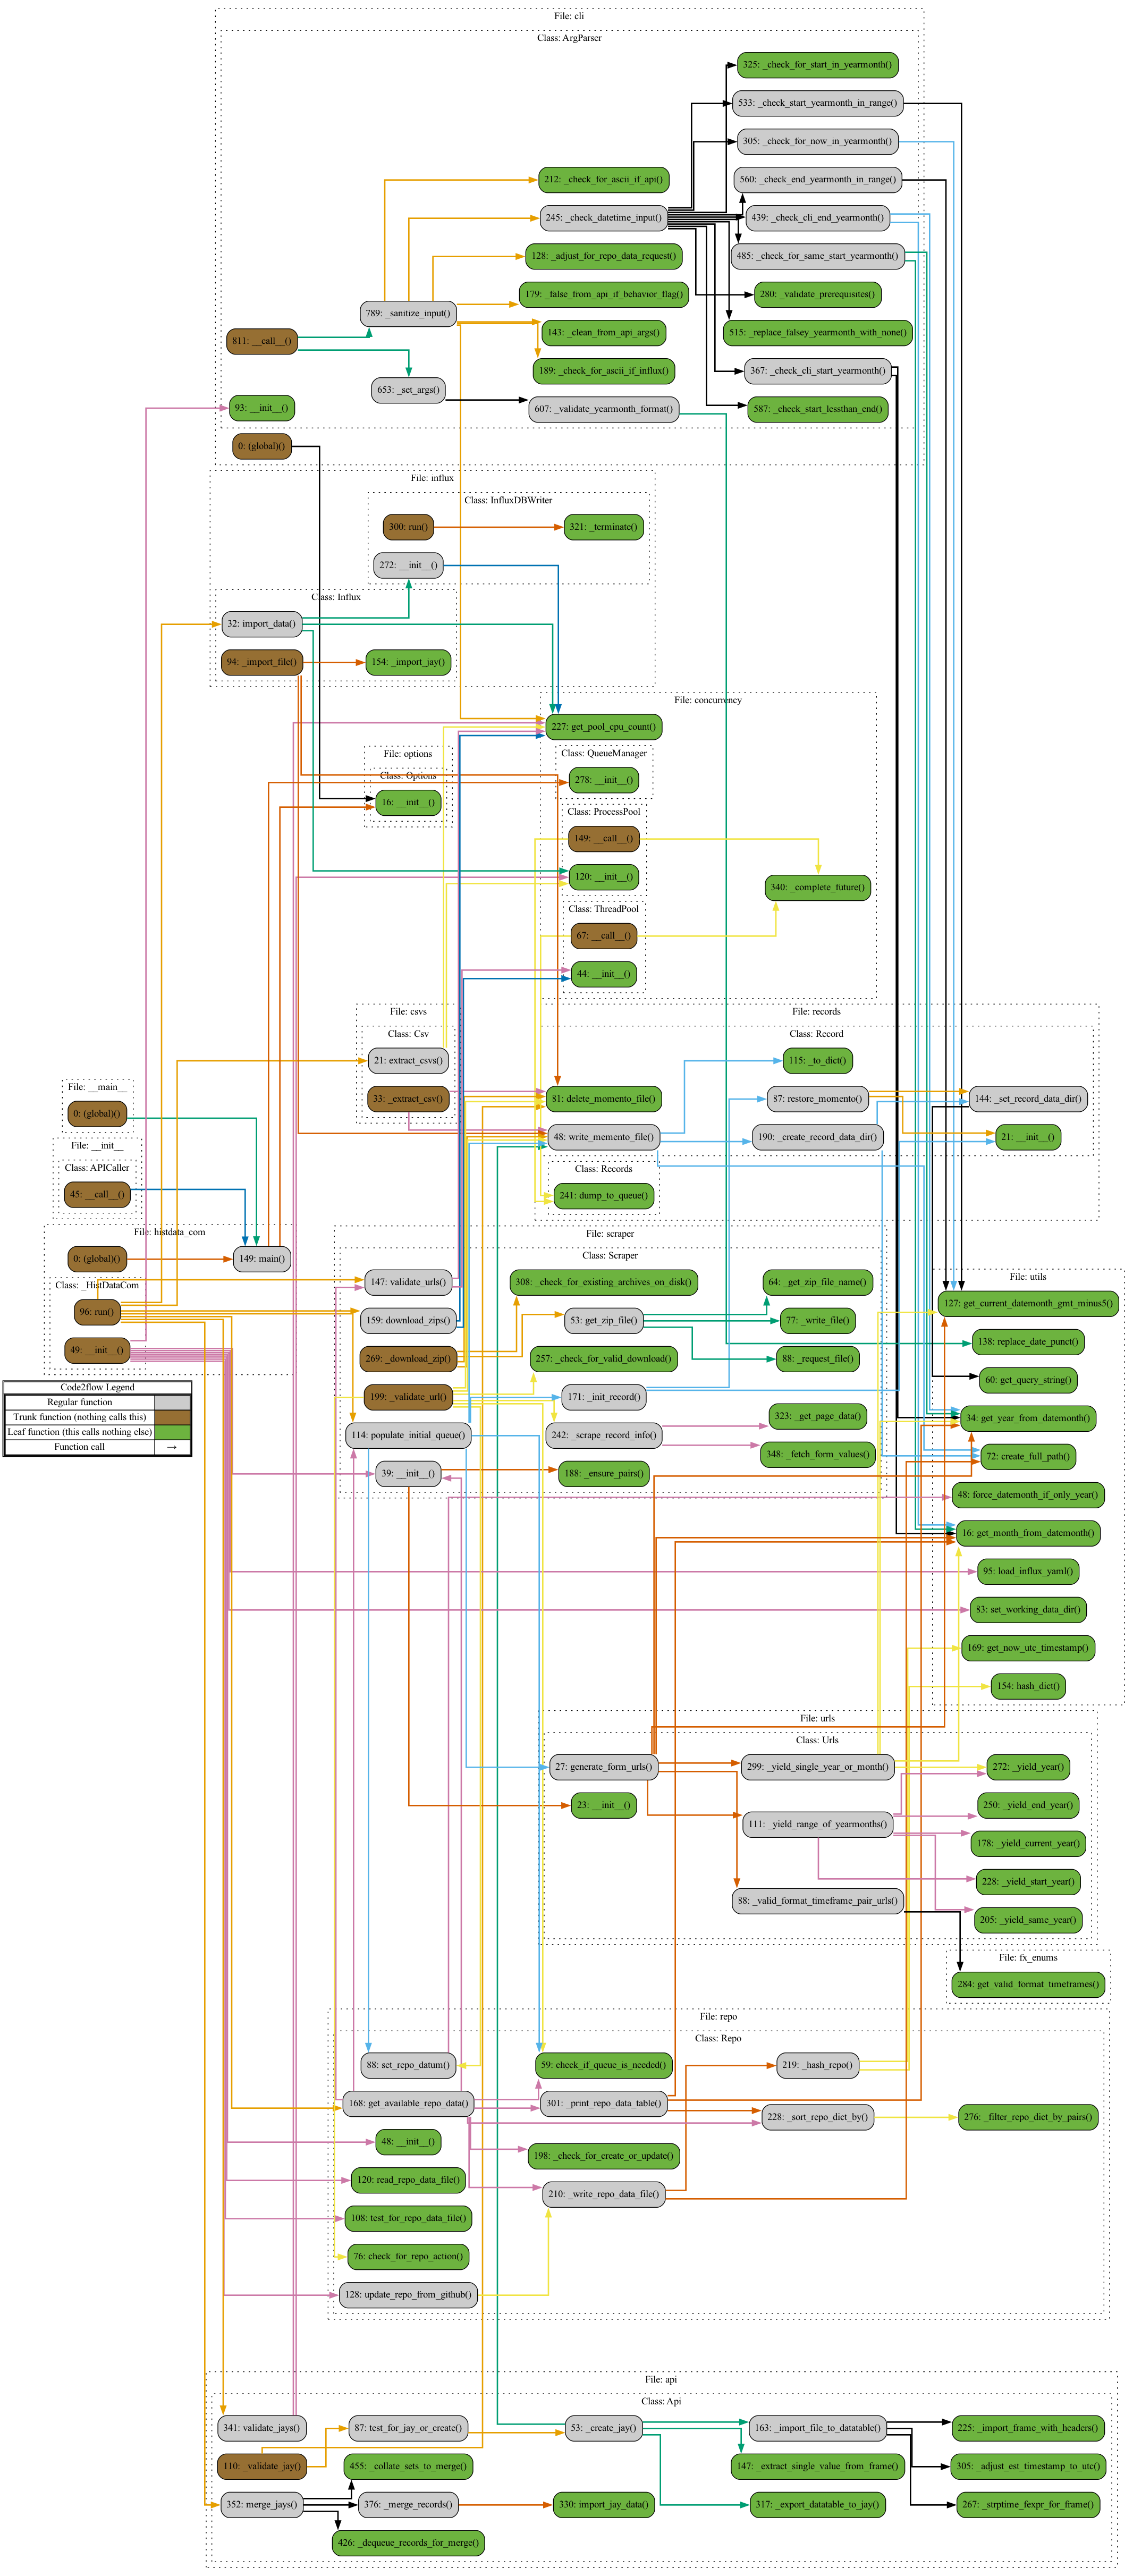 File: cli
Class: ArgParser
325: _check_for_start_in_yearmonth()
533: _check_start_yearmonth_in_range()
305: _check_for_now_in_yearmonth()
212: _check_for_ascii_if_api()
560: _check_end_yearmonth_in_range()
245: _check_datetime_input()
439: _check_cli_end_yearmonth()
128: _adjust_for_repo_data_request()
485: _check_for_same_start_yearmonth()
179: _false_from_api_if_behavior_flag()
280: _validate_prerequisites()
789: _sanitize_input()
143: _clean_from_api_args()
515: _replace_falsey_yearmonth_with_none()
811: __call__()
189: _check_for_ascii_if_influx()
367: _check_cli_start_yearmonth()
653: _set_args()
93: __init__()
607: _validate_yearmonth_format()
587: _check_start_lessthan_end()
0: (global)()
File: influx
Class: InfluxDBWriter
300: run()
321: _terminate()
272: __init__()
Class: Influx
32: import_data()
94: _import_file()
154: _import_jay()
File: concurrency
227: get_pool_cpu_count()
File: options
Class: QueueManager
Class: Options
278: __init__()
16: __init__()
Class: ProcessPool
149: __call__()
120: __init__()
340: _complete_future()
Class: ThreadPool
67: __call__()
44: __init__()
File: csvs
File: records
Class: Csv
Class: Record
21: extract_csvs()
115: _to_dict()
File: __main__
33: _extract_csv()
81: delete_momento_file()
87: restore_momento()
144: _set_record_data_dir()
0: (global)()
48: write_memento_file()
190: _create_record_data_dir()
21: __init__()
File: __init__
Class: APICaller
Class: Records
45: __call__()
241: dump_to_queue()
File: histdata_com
File: scraper
0: (global)()
149: main()
Class: Scraper
File: utils
Class: _HistDataCom
147: validate_urls()
308: _check_for_existing_archives_on_disk()
64: _get_zip_file_name()
96: run()
127: get_current_datemonth_gmt_minus5()
159: download_zips()
53: get_zip_file()
77: _write_file()
49: __init__()
138: replace_date_punct()
269: _download_zip()
257: _check_for_valid_download()
88: _request_file()
60: get_query_string()
Code2flow Legend
Regular function
Trunk function (nothing calls this)
Leaf function (this calls nothing else)
Function call →
199: _validate_url()
171: _init_record()
323: _get_page_data()
34: get_year_from_datemonth()
114: populate_initial_queue()
242: _scrape_record_info()
348: _fetch_form_values()
72: create_full_path()
39: __init__()
188: _ensure_pairs()
48: force_datemonth_if_only_year()
16: get_month_from_datemonth()
95: load_influx_yaml()
83: set_working_data_dir()
169: get_now_utc_timestamp()
154: hash_dict()
File: urls
Class: Urls
27: generate_form_urls()
299: _yield_single_year_or_month()
272: _yield_year()
23: __init__()
250: _yield_end_year()
111: _yield_range_of_yearmonths()
178: _yield_current_year()
228: _yield_start_year()
88: _valid_format_timeframe_pair_urls()
205: _yield_same_year()
File: fx_enums
284: get_valid_format_timeframes()
File: repo
Class: Repo
88: set_repo_datum()
59: check_if_queue_is_needed()
219: _hash_repo()
168: get_available_repo_data()
301: _print_repo_data_table()
228: _sort_repo_dict_by()
276: _filter_repo_dict_by_pairs()
48: __init__()
198: _check_for_create_or_update()
120: read_repo_data_file()
210: _write_repo_data_file()
108: test_for_repo_data_file()
76: check_for_repo_action()
128: update_repo_from_github()
File: api
Class: Api
341: validate_jays()
87: test_for_jay_or_create()
53: _create_jay()
163: _import_file_to_datatable()
225: _import_frame_with_headers()
110: _validate_jay()
455: _collate_sets_to_merge()
147: _extract_single_value_from_frame()
305: _adjust_est_timestamp_to_utc()
352: merge_jays()
376: _merge_records()
330: import_jay_data()
317: _export_datatable_to_jay()
267: _strptime_fexpr_for_frame()
426: _dequeue_records_for_merge()